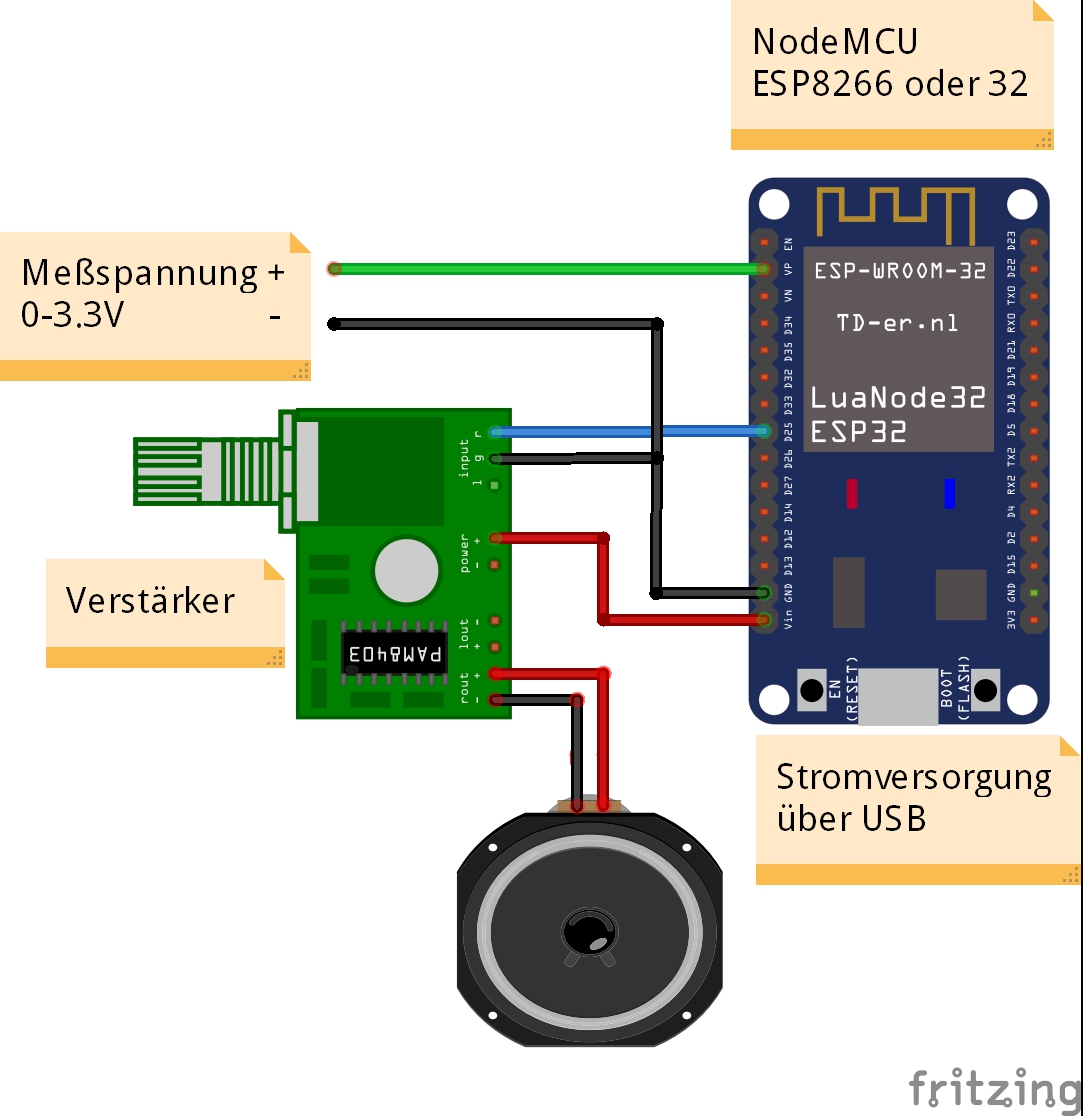 NodeMCU
ESP8266 oder 32
Meßspannung +
0-3.3V -
Verstärker
input
r
g
l
power
+
-
lout
-
+
rout
+
-
PAM8403
EN
VP
VN
D34
D35
D32
D33
D25
D26
D27
D14
D12
D13
GND
Vin
ESP-WROOM-32
TD-er.nl
LuaNode32
ESP32
D23
D22
TX0
RX0
D21
D19
D18
D5
TX2
RX2
D4
D2
D15
GND
3V3
EN
(RESET)
BOOT
(FLASH)
Stromversorgung
über USB
fritzing